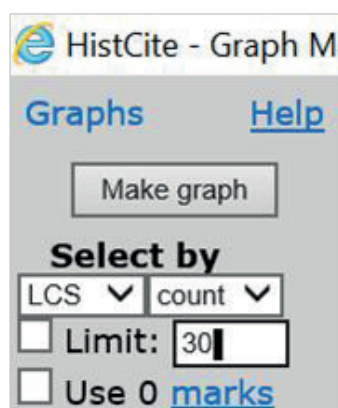 HistCite - Graph M
Graphs Help
Make graph
Select by
LCS count
Limit: 30
Use 0 marks